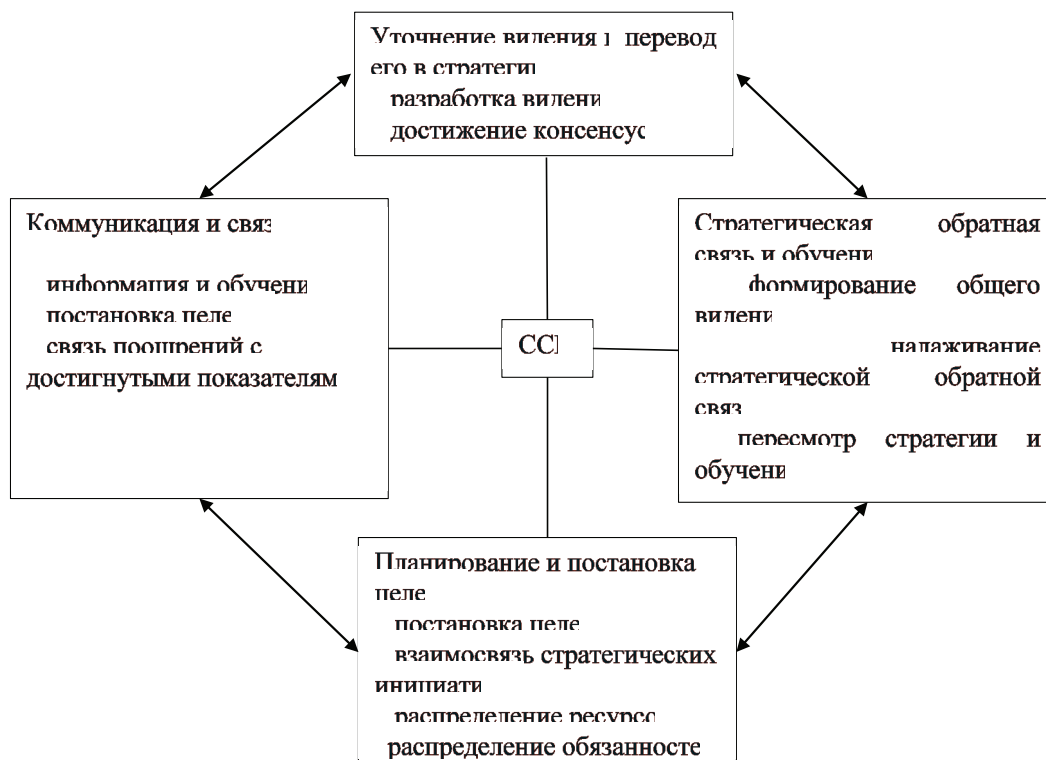 Уточнение видения и перевод
его в стратеги
разработка видени
достижение консенсус
Коммуникация и связ
информация и обучени
постановка целе
связь поощрений с
достигнутыми показателям
ССП
Стратегическая обратная
связь и обучени
формирование общего
видени
налаживание
стратегической обратной
связ
пересмотр стратегии и
обучени
Планирование и постановка
целе
постановка целе
взаимосвязь стратегических
инициати
распределение ресурсо
распределение обязанносте